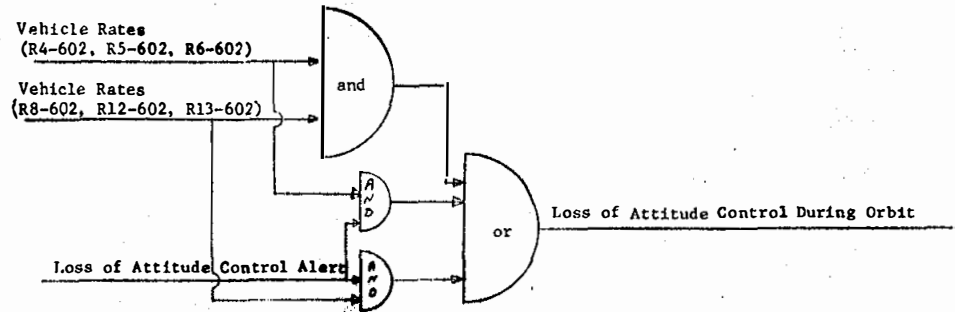 Vehicle Rates
(R4-602, R5-602, R6-602)
and
Vehicle Rates
(R8-602, R12-602, R13-602)
AND
or
Loss of Attitude Control During Orbit
Loss of Attitude Control Alert
AND